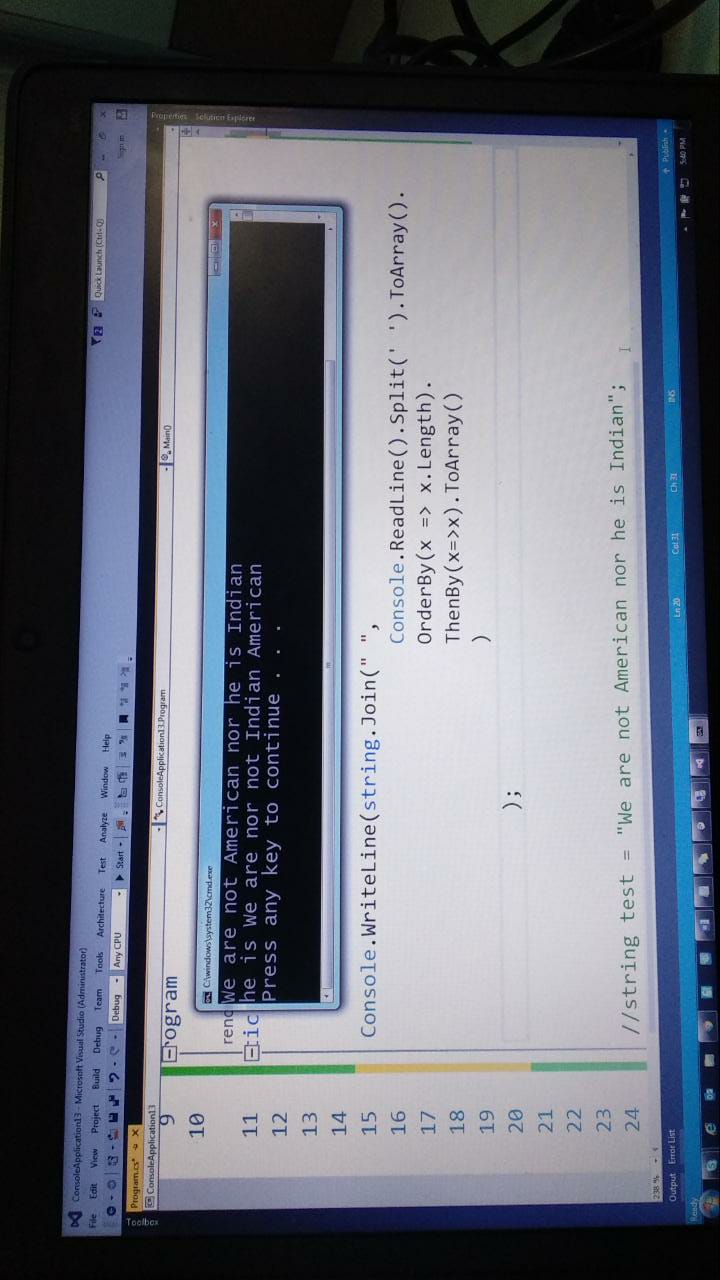 ConsoleApplication13 - Microsoft Visual Studio (Administrator)
Quick Launch (Ctrl+Q)
File Edit View Project Build Debug Team Tools Architecture Test Analyze Window Help
Sign in
Debug Any CPU Start
Program.cs*
Toolbox
Properties Solution Explorer
ConsoleApplication13
ConsoleApplication13.Program
Main()
9 rogram
10
C:\windows\system32\cmd.exe
We are not American nor he is Indian
he is We are nor not Indian American
Press any key to continue . . .
renc
11 ic
12
13
14
15 Console.WriteLine(string.Join(" ",
16 Console.ReadLine().Split(' ').ToArray().
17 OrderBy(x => x.Length).
18 ThenBy(x=>x).ToArray()
19 )
20 );
21
22
23
24 //string test = "We are not American nor he is Indian";
238 %
Output Error List
Ready Ln 20 Col 31 Ch 31 INS Publish
5:40 PM